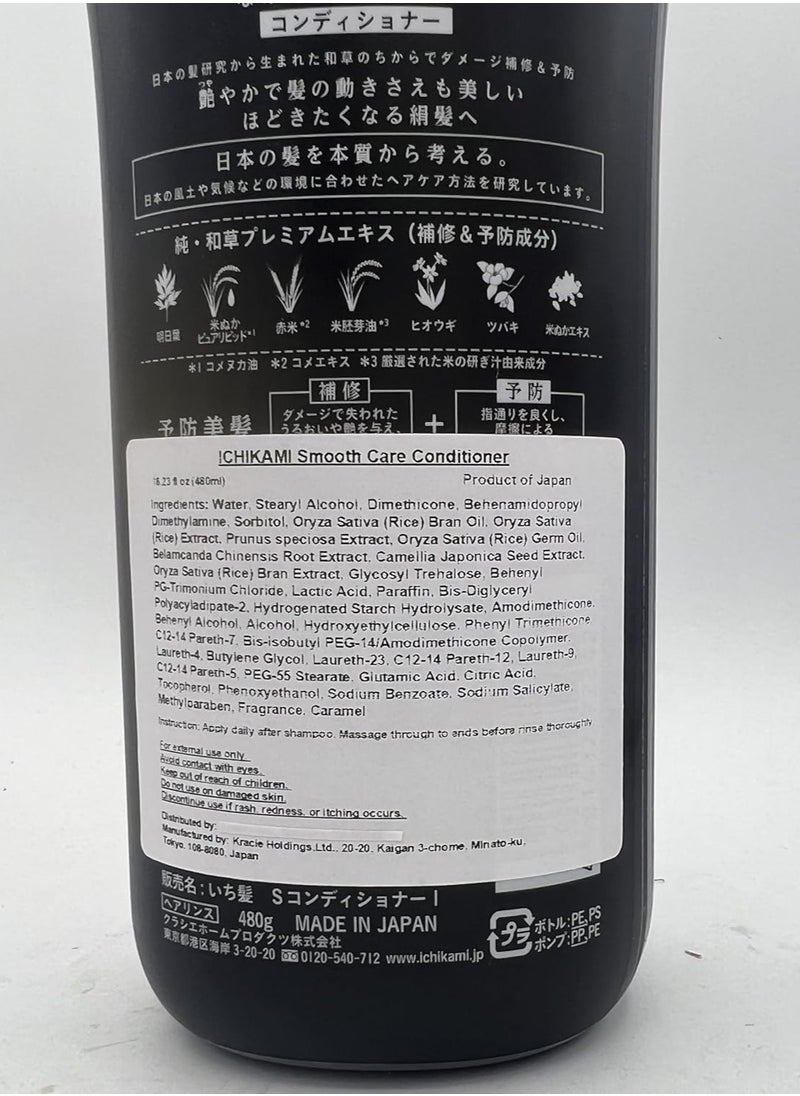 コンディショナー
日本の髪研究から生まれた和草のちからでダメージ補修＆予防
つや
艶やかで髪の動きさえも美しい
ほどきたくなる絹髪へ
日本の髪を本質から考える。
日本の風土や気候などの環境に合わせたヘアケア方法を研究しています。
純・和草プレミアムエキス（補修＆予防成分）
明日葉 米ぬかピュアリピッド*1 赤米*2 米胚芽油*3 ヒオウギ ツバキ 米ぬかエキス
*1 コメヌカ油 *2 コメエキス *3 厳選された米の研ぎ汁由来成分
補修 予防
予防美髪 ダメージで失われた + 指通りを良くし、
うるおいや艶を与え、 摩擦による
ICHIKAMI Smooth Care Conditioner
16.23 fl oz (480ml) Product of Japan
Ingredients: Water, Stearyl Alcohol, Dimethicone, Behenamidopropyl
Dimethylamine, Sorbitol, Oryza Sativa (Rice) Bran Oil, Oryza Sativa
(Rice) Extract, Prunus speciosa Extract, Oryza Sativa (Rice) Germ Oil,
Belamcanda Chinensis Root Extract, Camellia Japonica Seed Extract,
Oryza Sativa (Rice) Bran Extract, Glycosyl Trehalose, Behenyl
PG-Trimonium Chloride, Lactic Acid, Paraffin, Bis-Diglyceryl
Polyacyladipate-2, Hydrogenated Starch Hydrolysate, Amodimethicone,
Behenyl Alcohol, Alcohol, Hydroxyethylcellulose, Phenyl Trimethicone,
C12-14 Pareth-7, Bis-isobutyl PEG-14/Amodimethicone Copolymer,
Laureth-4, Butylene Glycol, Laureth-23, C12-14 Pareth-12, Laureth-9,
C12-14 Pareth-5, PEG-55 Stearate, Glutamic Acid, Citric Acid,
Tocopherol, Phenoxyethanol, Sodium Benzoate, Sodium Salicylate,
Methylparaben, Fragrance, Caramel
Instruction: Apply daily after shampoo. Massage through to ends before rinse thoroughly
For external use only.
Avoid contact with eyes.
Keep out of reach of children.
Do not use on damaged skin.
Discontinue use if rash, redness, or itching occurs.
Distributed by:
Manufactured by: Kracie Holdings,Ltd., 20-20, Kaigan 3-chome, Minato-ku,
Tokyo, 108-8080, Japan
販売名：いち髪 Sコンディショナー I
ヘアリンス 480g MADE IN JAPAN
クラシエホームプロダクツ株式会社
東京都港区海岸 3-20-20 0120-540-712 www.ichikami.jp
プラ ボトル：PE,PS
ポンプ：PP,PE